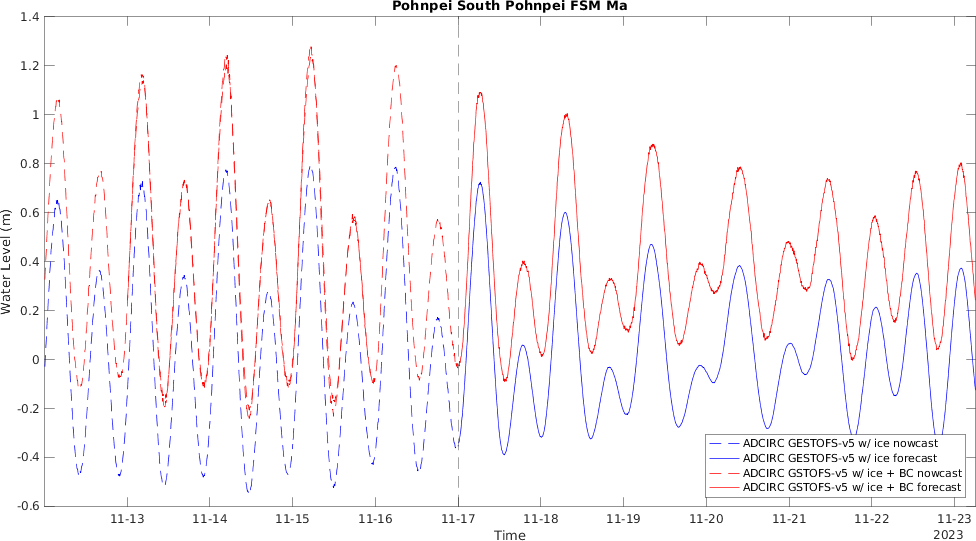 Pohnpei South Pohnpei FSM Ma
1.4
1.2
1
0.8
0.6
0.4
0.2
0
-0.2
-0.4
-0.6
Water Level (m)
ADCIRC GESTOFS-v5 w/ ice nowcast
ADCIRC GESTOFS-v5 w/ ice forecast
ADCIRC GSTOFS-v5 w/ ice + BC nowcast
ADCIRC GSTOFS-v5 w/ ice + BC forecast
11-13 11-14 11-15 11-16 11-17 11-18 11-19 11-20 11-21 11-22 11-23
Time
2023